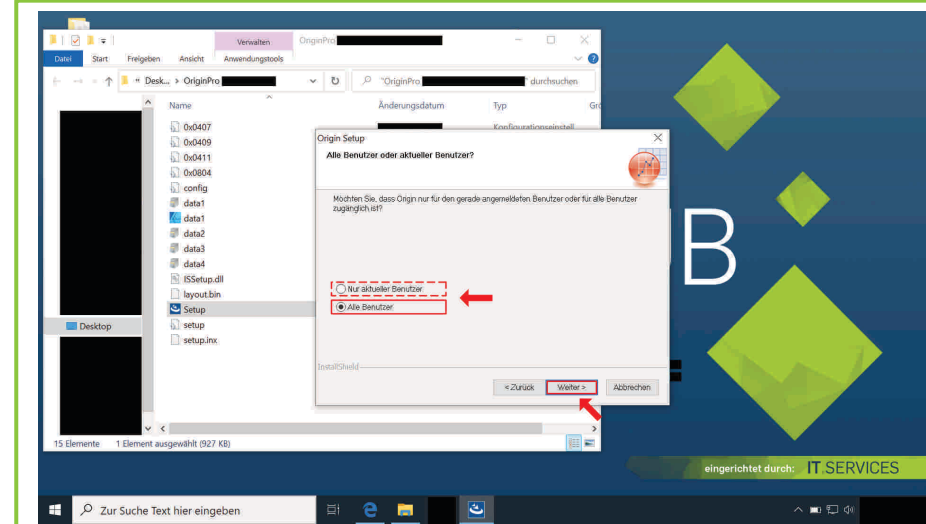 Verwalten
OriginPro
Datei Start Freigeben Ansicht Anwendungstools
Desk... > OriginPro
"OriginPro " durchsuchen
Name Änderungsdatum Typ Grö
0x0407 Konfigurationseinstell
0x0409
0x0411
0x0804
config
data1
data1
data2
data3
data4
ISSetup.dll
layout.bin
Setup
setup
setup.inx
Desktop
15 Elemente 1 Element ausgewählt (927 KB)
Origin Setup
Alle Benutzer oder aktueller Benutzer?
Möchten Sie, dass Origin nur für den gerade angemeldeten Benutzer oder für alle Benutzer
zugänglich ist?
Nur aktueller Benutzer
Alle Benutzer
InstallShield
< Zurück Weiter > Abbrechen
B
eingerichtet durch: IT.SERVICES
Zur Suche Text hier eingeben